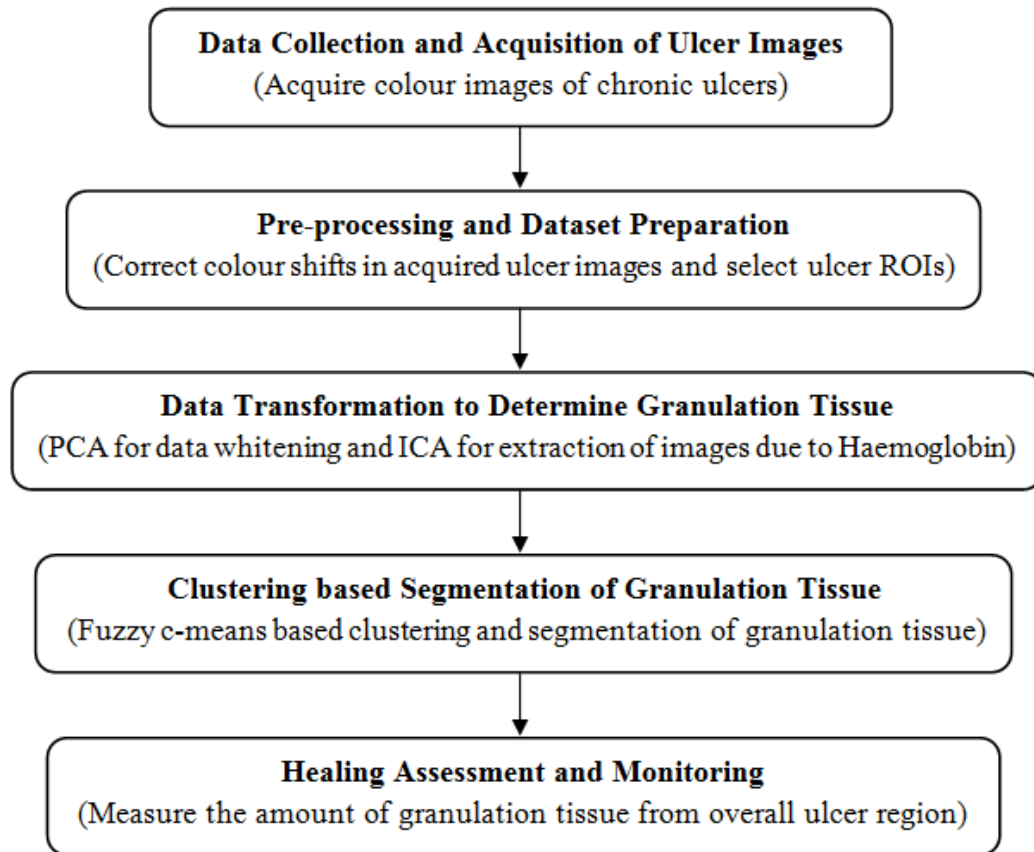 Data Collection and Acquisition of Ulcer Images
(Acquire colour images of chronic ulcers)
Pre-processing and Dataset Preparation
(Correct colour shifts in acquired ulcer images and select ulcer ROIs)
Data Transformation to Determine Granulation Tissue
(PCA for data whitening and ICA for extraction of images due to Haemoglobin)
Clustering based Segmentation of Granulation Tissue
(Fuzzy c-means based clustering and segmentation of granulation tissue)
Healing Assessment and Monitoring
(Measure the amount of granulation tissue from overall ulcer region)